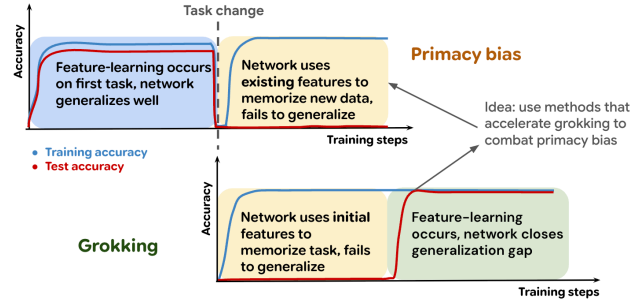 Task change
Accuracy
Feature-learning occurs
on first task, network
generalizes well
Network uses
existing features to
memorize new data,
fails to generalize
Primacy bias
Training steps
Idea: use methods that
accelerate grokking to
combat primacy bias
Training accuracy
Test accuracy
Accuracy
Grokking
Network uses initial
features to
memorize task, fails
to generalize
Feature-learning
occurs, network closes
generalization gap
Training steps